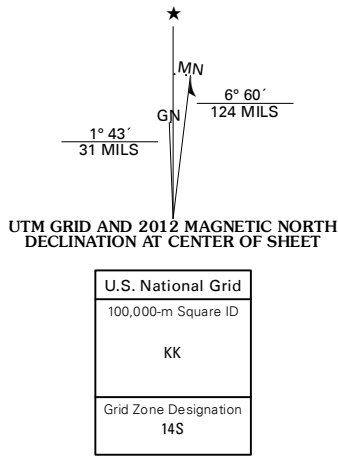 ★
MN
GN
6° 60´
124 MILS
1° 43´
31 MILS
UTM GRID AND 2012 MAGNETIC NORTH
DECLINATION AT CENTER OF SHEET
U.S. National Grid
100,000-m Square ID
KK
Grid Zone Designation
14S